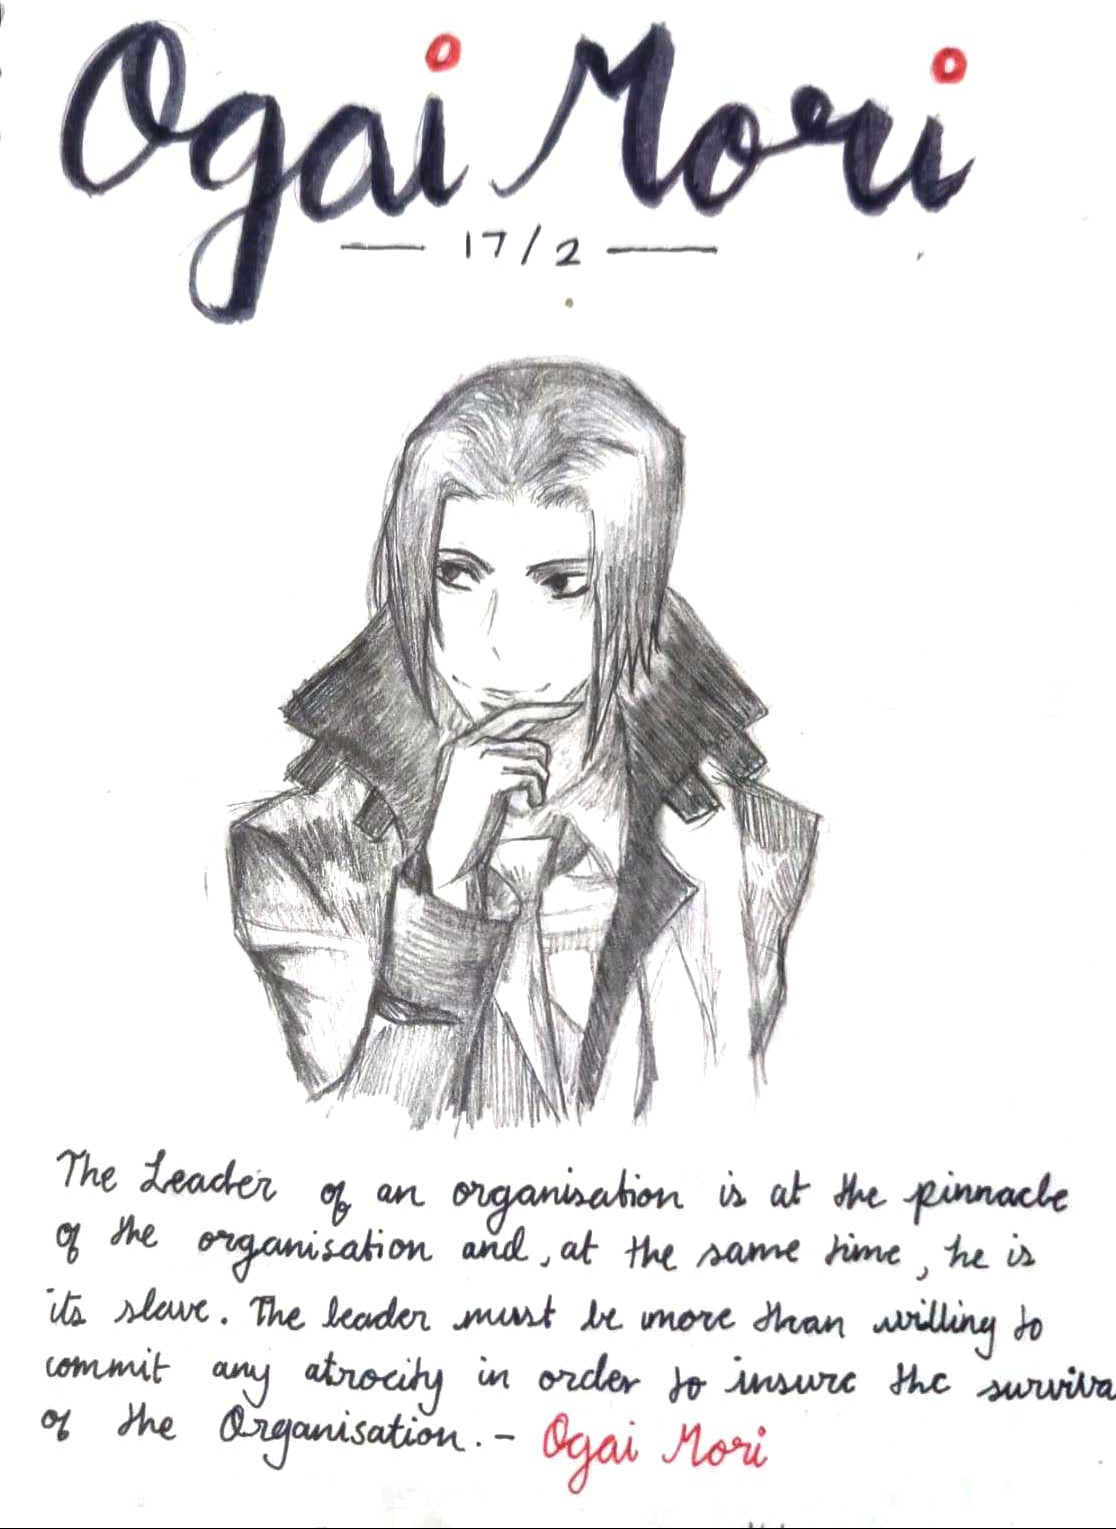 Ogai Mori
17/2
The Leader of an organisation is at the pinnacle
of the organisation and, at the same time, he is
its slave. The leader must be more than willing to
commit any atrocity in order to insure the surviva
of the Organisation. - Ogai Mori